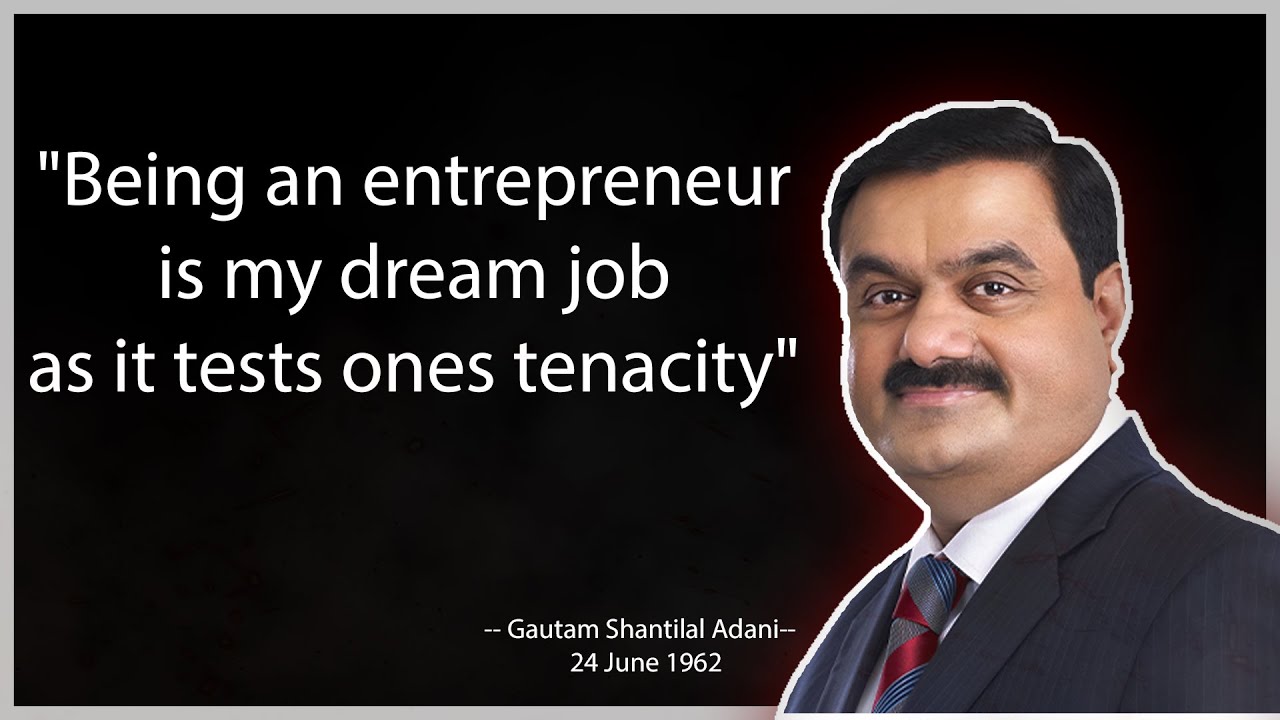 "Being an entrepreneur
is my dream job
as it tests ones tenacity"
-- Gautam Shantilal Adani--
24 June 1962